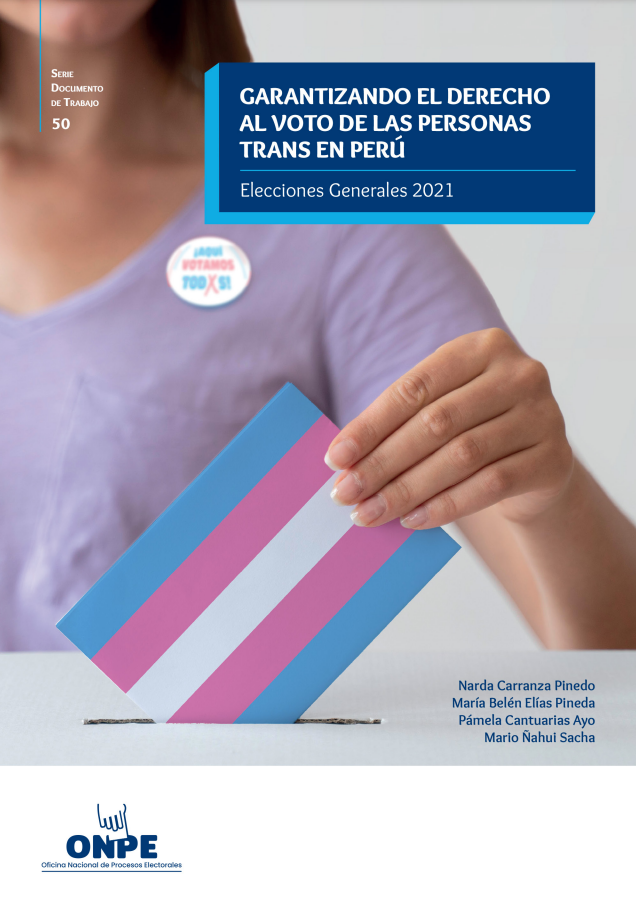 Serie
Documento
de Trabajo
50
GARANTIZANDO EL DERECHO
AL VOTO DE LAS PERSONAS
TRANS EN PERÚ
Elecciones Generales 2021
¡AQUÍ
VOTAMOS
TODXS!
Narda Carranza Pinedo
María Belén Elías Pineda
Pámela Cantuarias Ayo
Mario Ñahui Sacha
ONPE
Oficina Nacional de Procesos Electorales